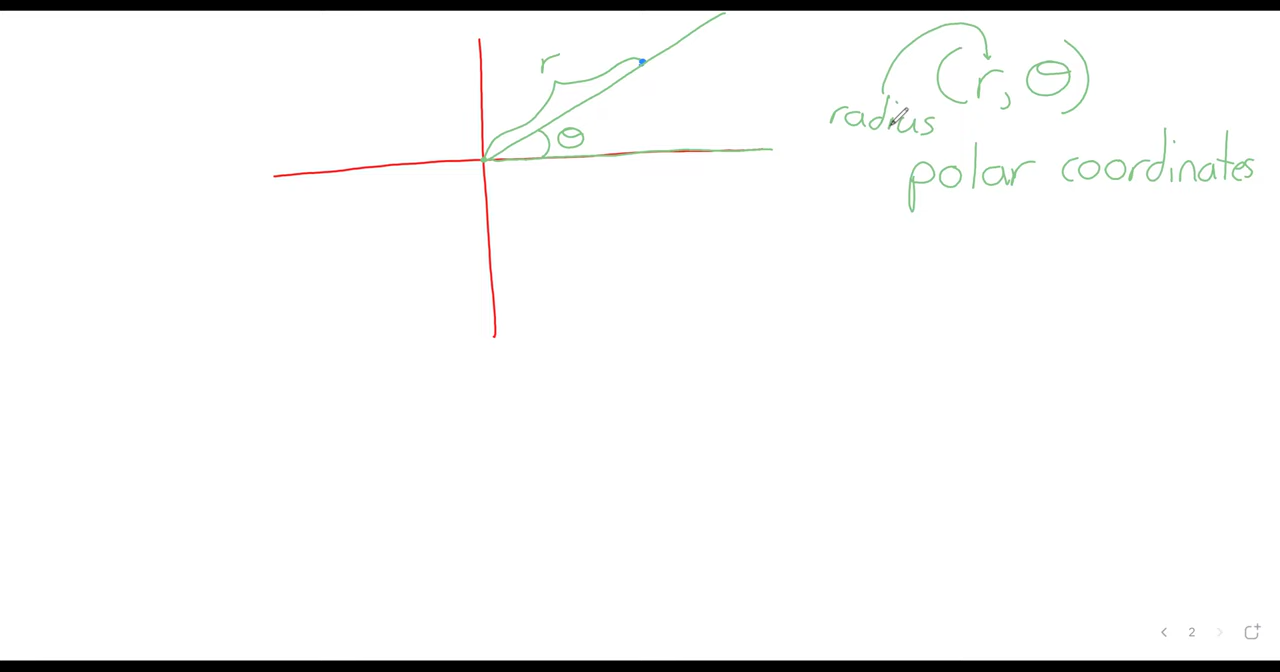 r
(r, θ)
θ
radius
polar coordinates
2